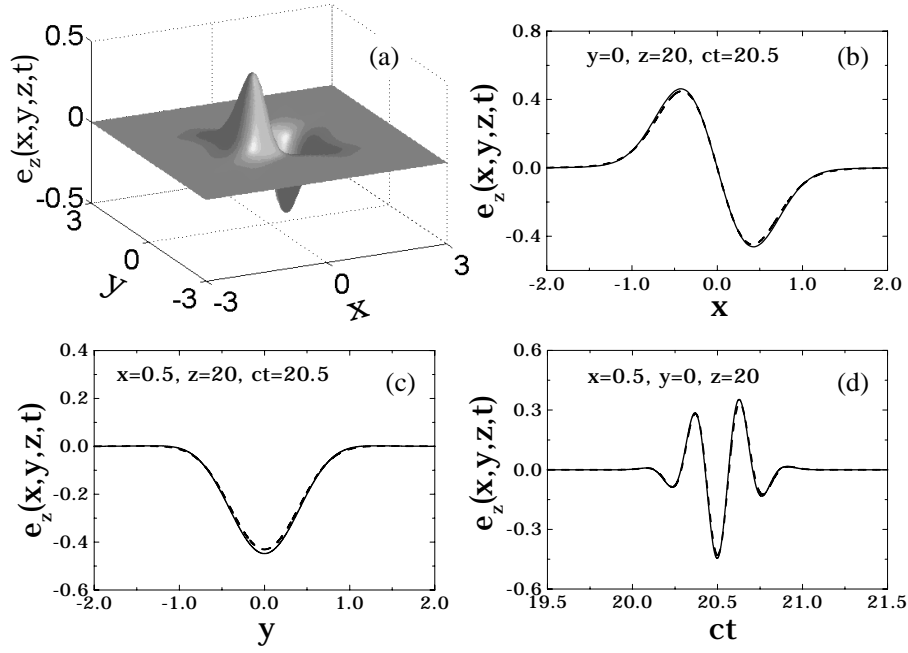 0.5
0
-0.5
e_z(x,y,z,t)
(a)
3
0
-3
y
-3
0
3
x
0.8
0.4
0.0
-0.4
e_z(x,y,z,t)
y=0, z=20, ct=20.5
(b)
-2.0 -1.0 0.0 1.0 2.0
x
0.4
0.2
0.0
-0.2
-0.4
-0.6
e_z(x,y,z,t)
x=0.5, z=20, ct=20.5
(c)
-2.0 -1.0 0.0 1.0 2.0
y
0.6
0.3
0.0
-0.3
-0.6
e_z(x,y,z,t)
x=0.5, y=0, z=20
(d)
19.5 20.0 20.5 21.0 21.5
ct